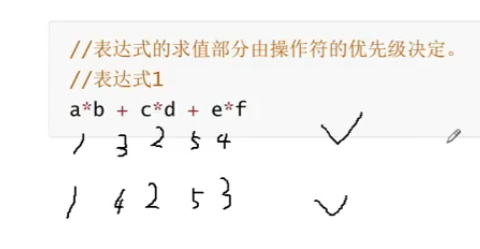 //表达式的求值部分由操作符的优先级决定。
//表达式1
a*b + c*d + e*f
1 3 2 5 4
1 4 2 5 3